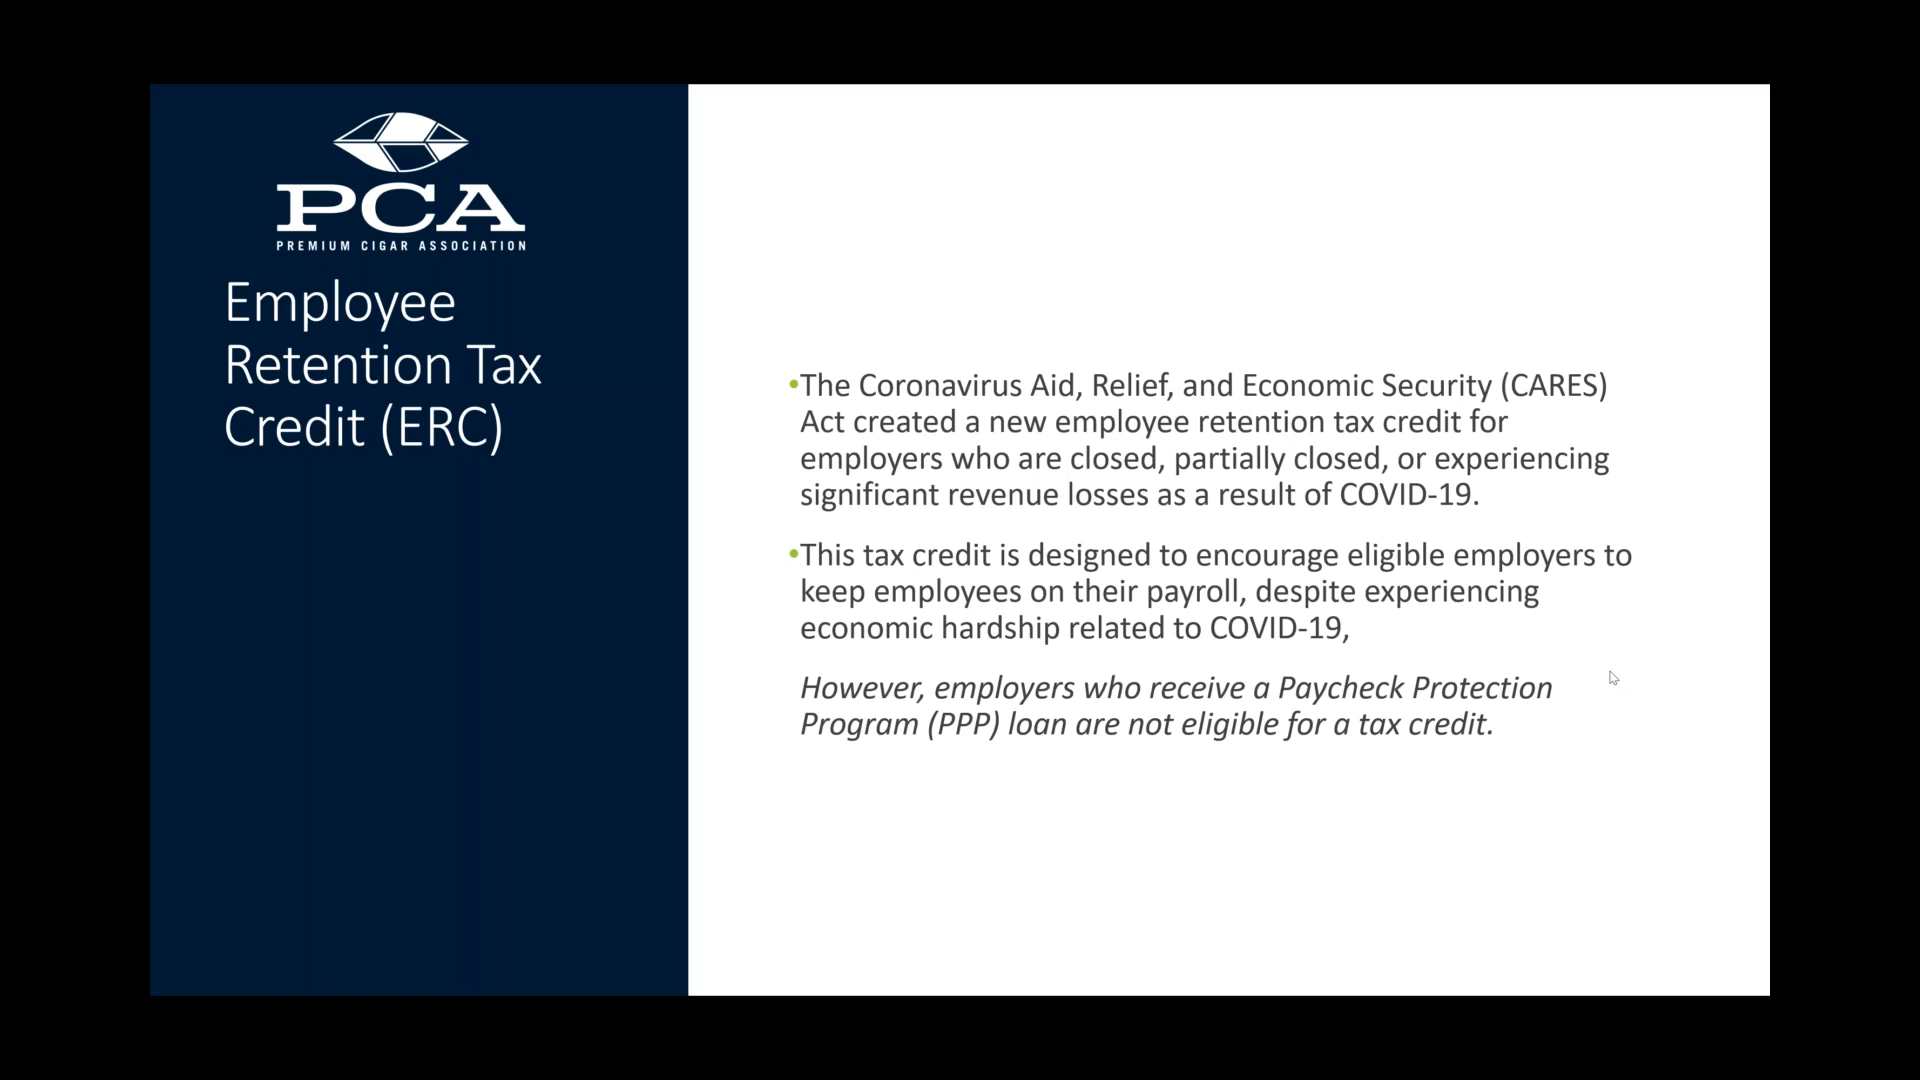 PCA
PREMIUM CIGAR ASSOCIATION
Employee
Retention Tax
Credit (ERC)
•The Coronavirus Aid, Relief, and Economic Security (CARES)
Act created a new employee retention tax credit for
employers who are closed, partially closed, or experiencing
significant revenue losses as a result of COVID-19.
•This tax credit is designed to encourage eligible employers to
keep employees on their payroll, despite experiencing
economic hardship related to COVID-19,
However, employers who receive a Paycheck Protection
Program (PPP) loan are not eligible for a tax credit.